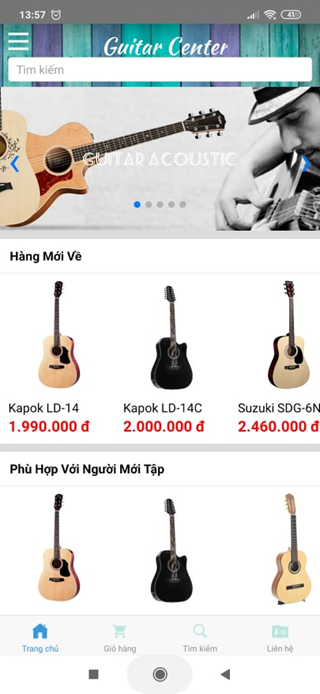 13:57
41
Guitar Center
Tìm kiếm
GUITAR ACOUSTIC
Hàng Mới Về
Kapok LD-14
Kapok LD-14C
Suzuki SDG-6N
1.990.000 đ
2.000.000 đ
2.460.000 đ
Phù Hợp Với Người Mới Tập
Trang chủ
Giỏ hàng
Tìm kiếm
Liên hệ